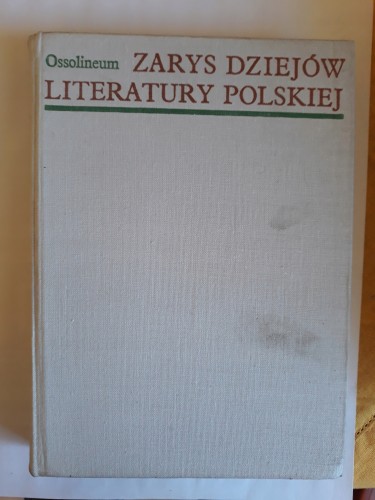 Ossolineum ZARYS DZIEJÓW
LITERATURY POLSKIEJ